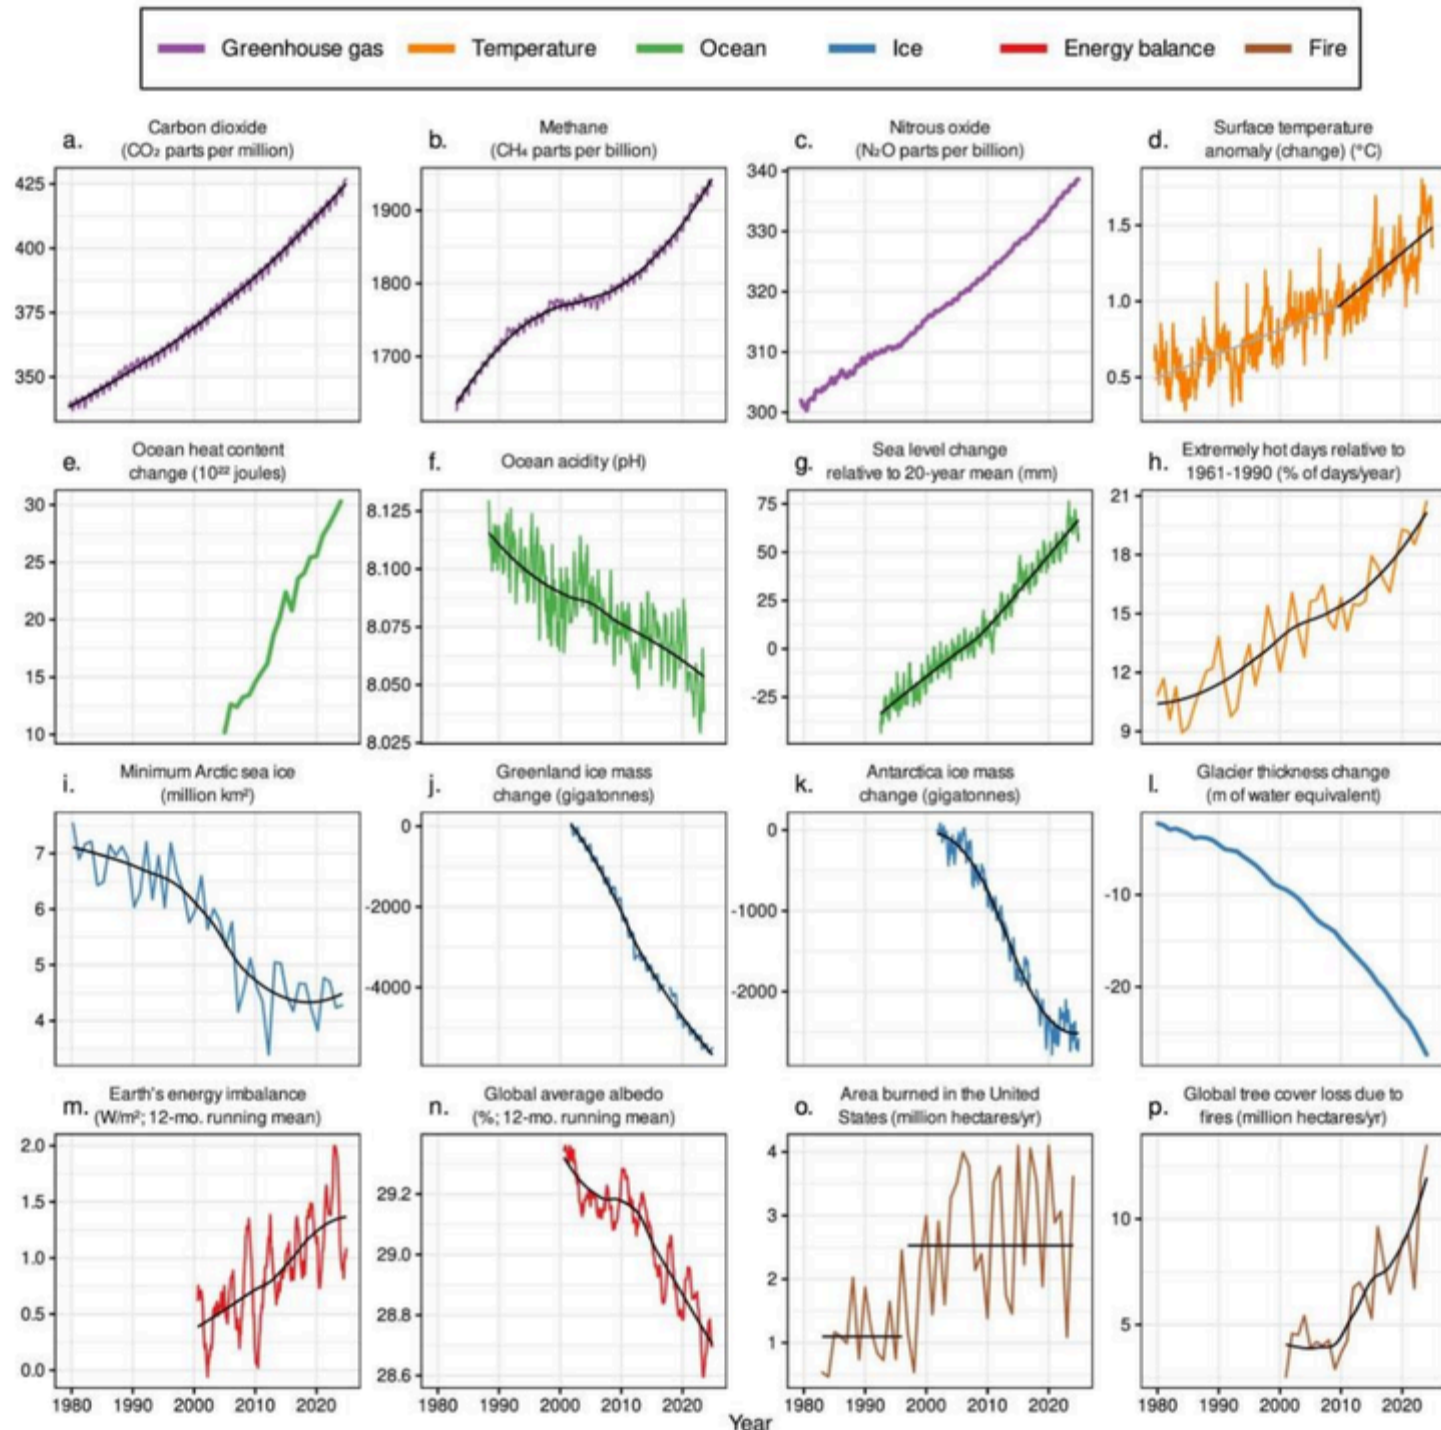 Greenhouse gas Temperature Ocean Ice Energy balance Fire
a. Carbon dioxide
(CO₂ parts per million)
b. Methane
(CH₄ parts per billion)
c. Nitrous oxide
(N₂O parts per billion)
d. Surface temperature
anomaly (change) (°C)
425
400
375
350
1900
1800
1700
340
330
320
310
300
1.5
1.0
0.5
e. Ocean heat content
change (10²² joules)
f. Ocean acidity (pH)
g. Sea level change
relative to 20-year mean (mm)
h. Extremely hot days relative to
1961-1990 (% of days/year)
30
25
20
15
10
8.125
8.100
8.075
8.050
8.025
75
50
25
0
-25
21
18
15
12
9
i. Minimum Arctic sea ice
(million km²)
j. Greenland ice mass
change (gigatonnes)
k. Antarctica ice mass
change (gigatonnes)
l. Glacier thickness change
(m of water equivalent)
7
6
5
4
0
-2000
-4000
0
-1000
-2000
-10
-20
m. Earth's energy imbalance
(W/m²; 12-mo. running mean)
n. Global average albedo
(%; 12-mo. running mean)
o. Area burned in the United
States (million hectares/yr)
p. Global tree cover loss due to
fires (million hectares/yr)
2.0
1.5
1.0
0.5
0.0
29.2
29.0
28.8
28.6
4
3
2
1
10
5
1980 1990 2000 2010 2020
1980 1990 2000 2010 2020
1980 1990 2000 2010 2020
1980 1990 2000 2010 2020
Year